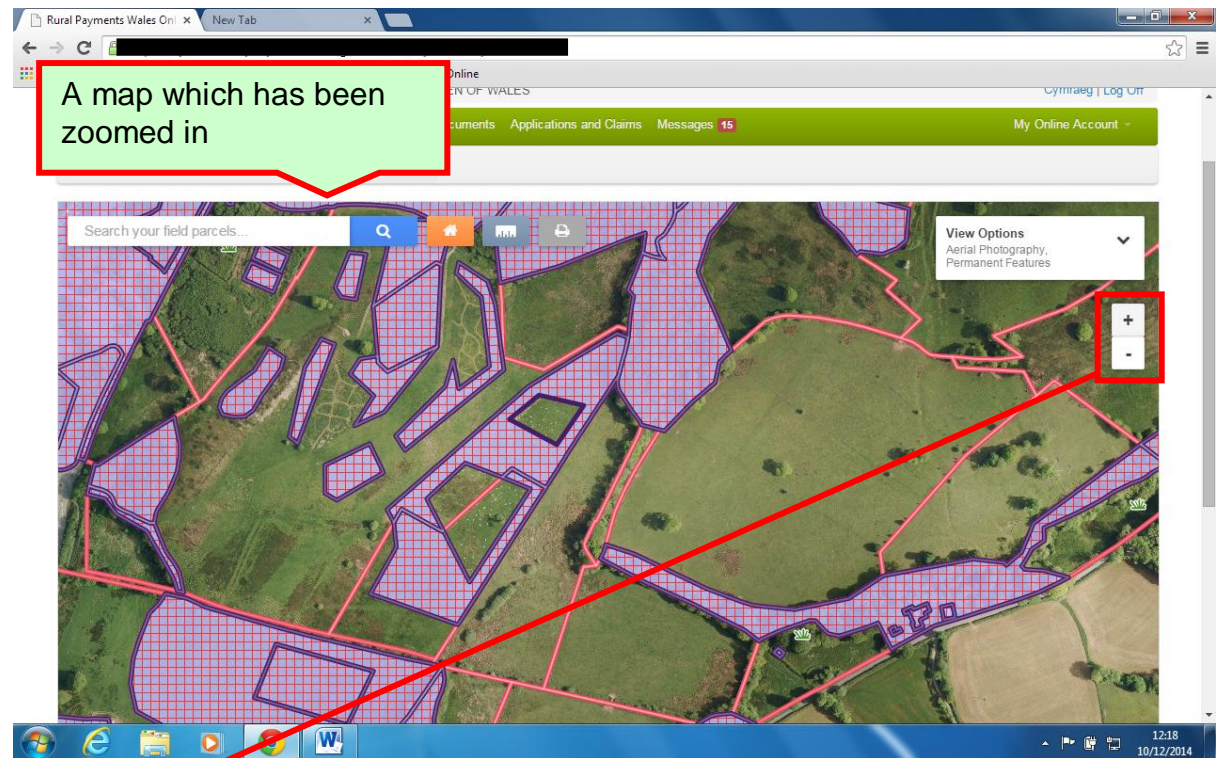 Rural Payments Wales Onl
New Tab
Online
EN OF WALES
Cymraeg | Log Off
cuments Applications and Claims Messages 15
My Online Account
A map which has been
zoomed in
Search your field parcels...
View Options
Aerial Photography,
Permanent Features
+
-
12:18
10/12/2014